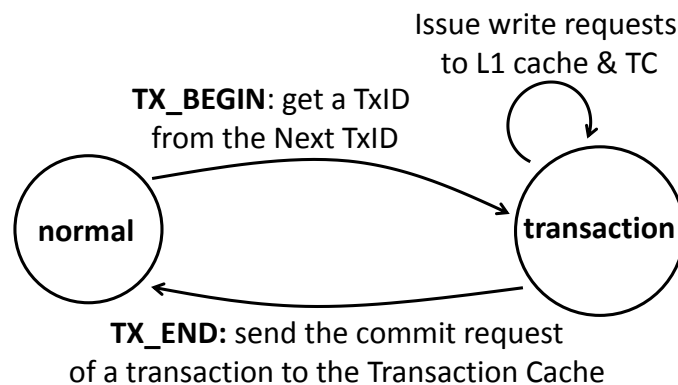 Issue write requests
to L1 cache & TC
TX_BEGIN: get a TxID
from the Next TxID
normal
transaction
TX_END: send the commit request
of a transaction to the Transaction Cache